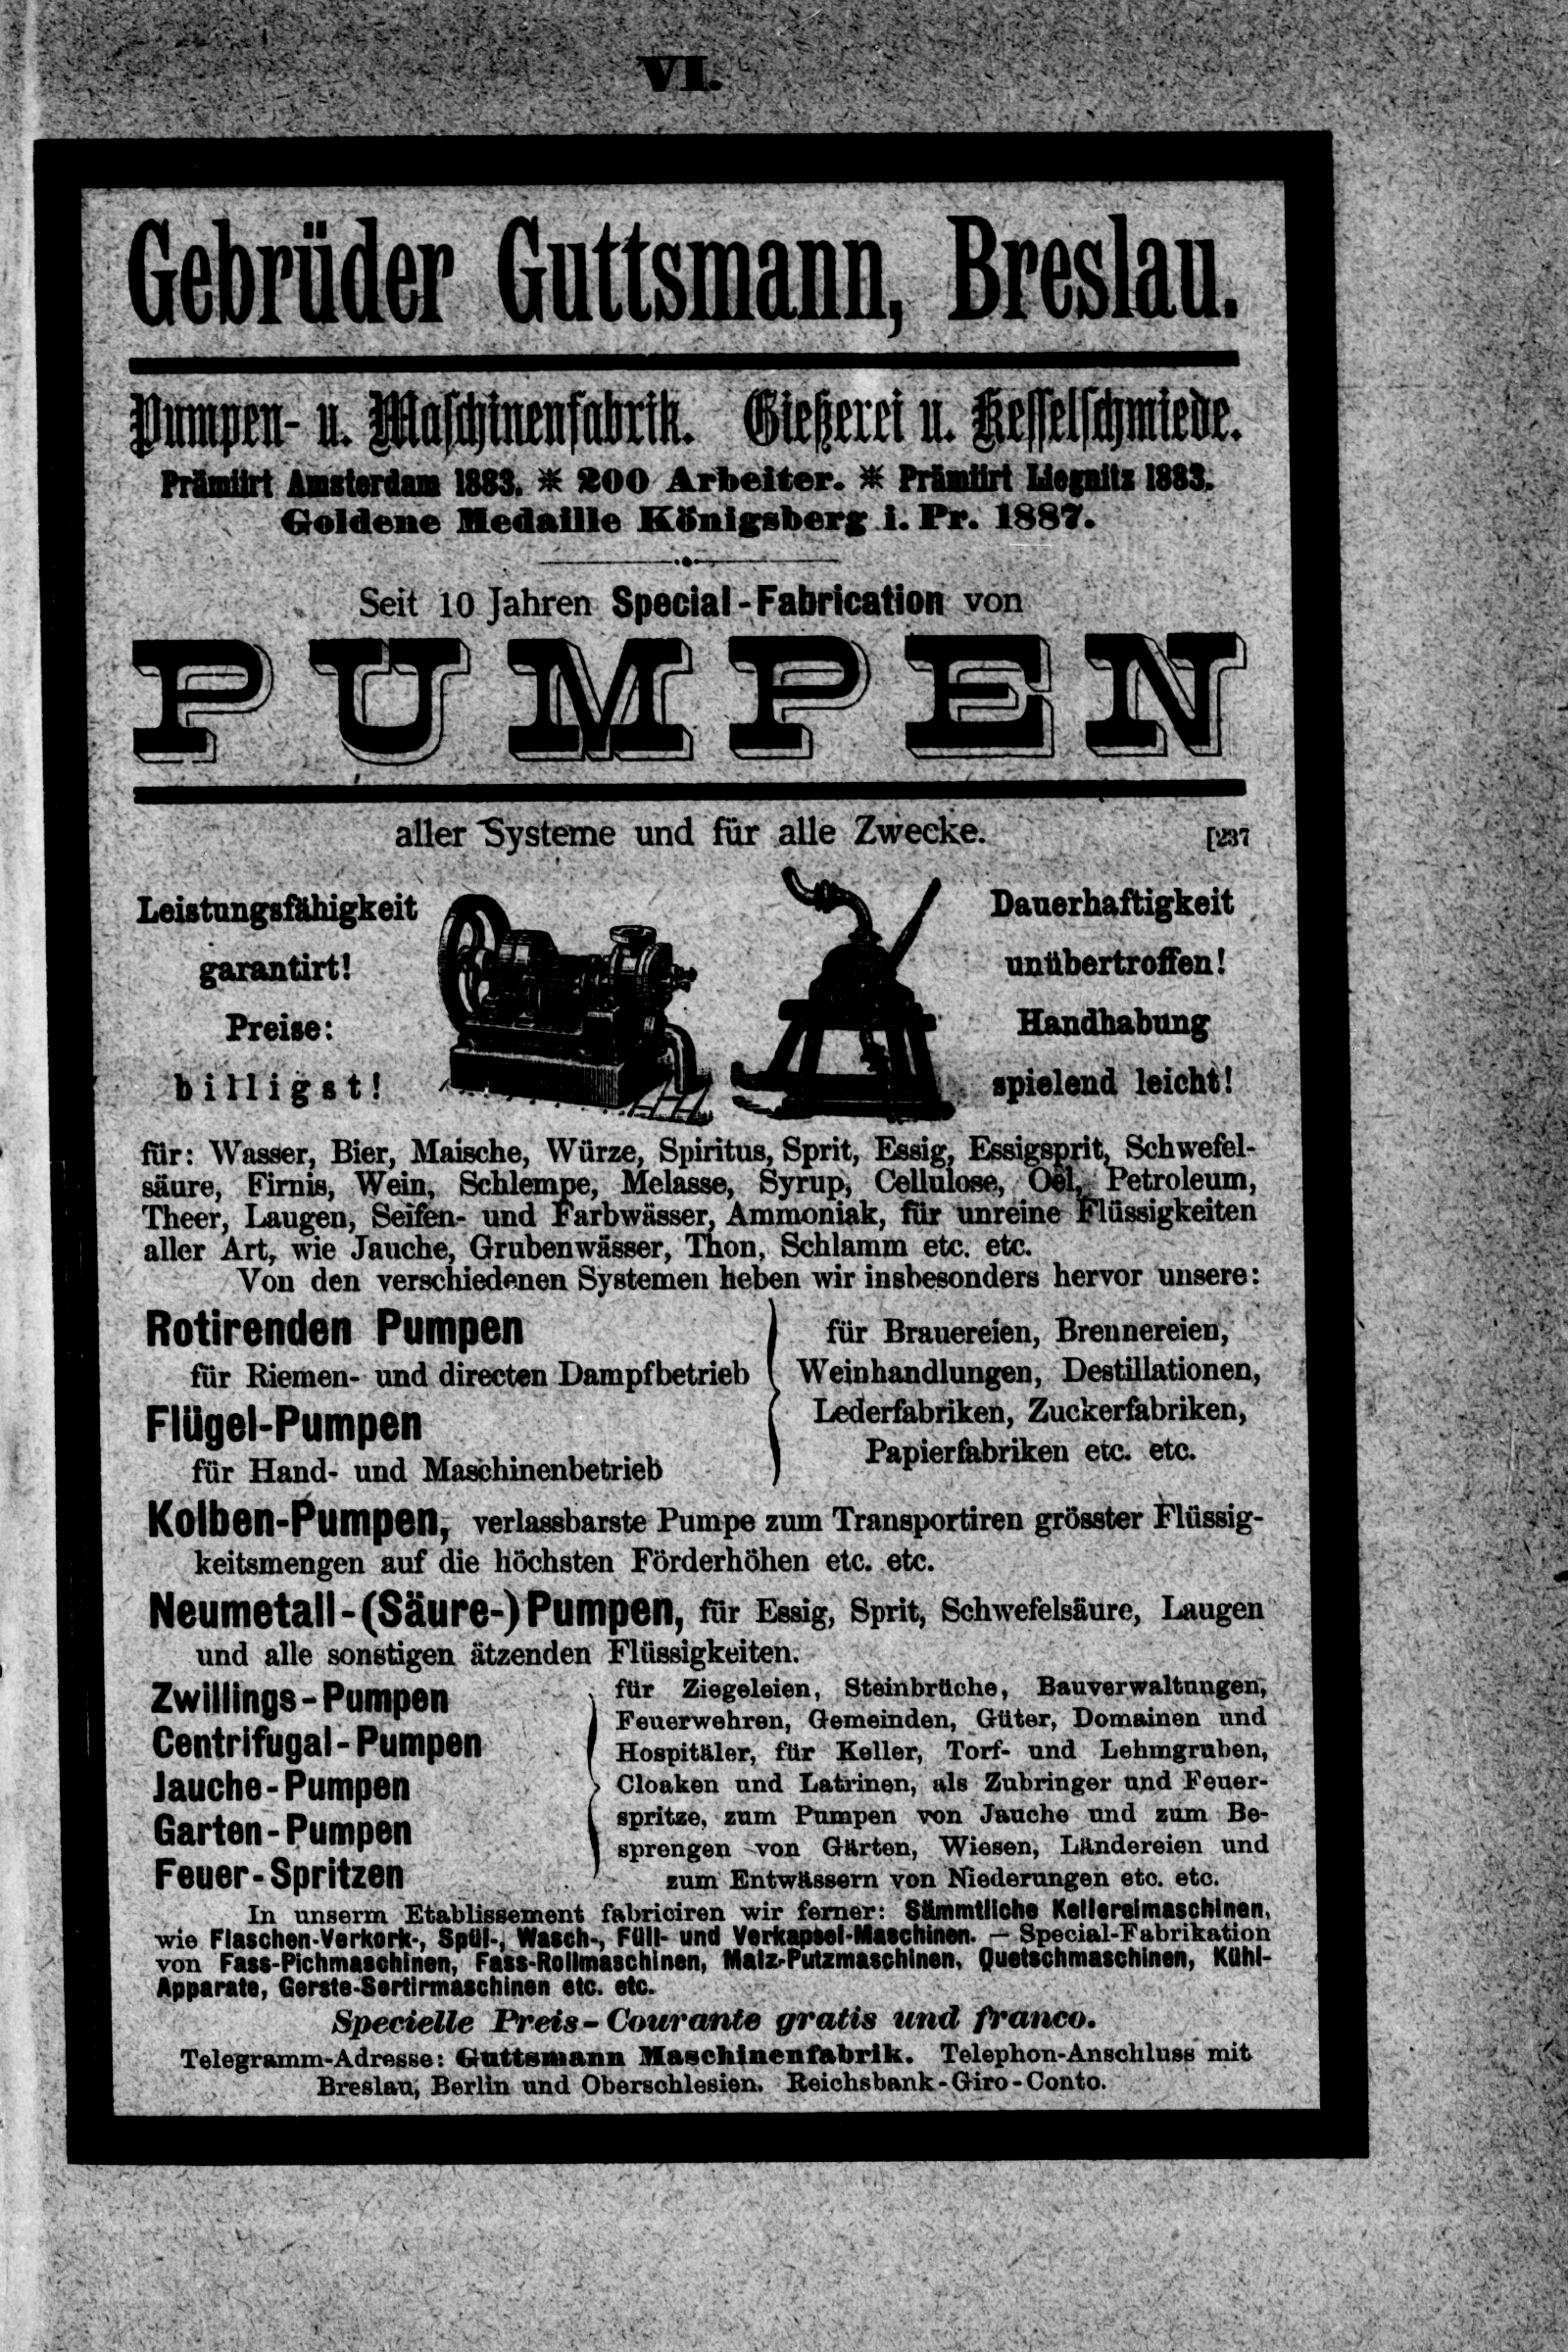 VI.
Gebrüder Guttsmann, Breslau.
Pumpen- u. Maschinenfabrik. Gießerei u. Kesselschmiede.
Prämiirt Amsterdam 1883. ✳ 200 Arbeiter. ✳ Prämiirt Liegnitz 1883.
Goldene Medaille Königsberg i. Pr. 1887.
Seit 10 Jahren Special-Fabrication von
PUMPEN
aller Systeme und für alle Zwecke. [237
Leistungsfähigkeit
garantirt!
Preise:
billigst!
Dauerhaftigkeit
unübertroffen!
Handhabung
spielend leicht!
für: Wasser, Bier, Maische, Würze, Spiritus, Sprit, Essig, Essigsprit, Schwefel-
säure, Firnis, Wein, Schlempe, Melasse, Syrup, Cellulose, Oel, Petroleum,
Theer, Laugen, Seifen- und Farbwässer, Ammoniak, für unreine Flüssigkeiten
aller Art, wie Jauche, Grubenwässer, Thon, Schlamm etc. etc.
Von den verschiedenen Systemen heben wir insbesonders hervor unsere:
Rotirenden Pumpen
für Riemen- und directen Dampfbetrieb
Flügel-Pumpen
für Hand- und Maschinenbetrieb
für Brauereien, Brennereien,
Weinhandlungen, Destillationen,
Lederfabriken, Zuckerfabriken,
Papierfabriken etc. etc.
Kolben-Pumpen, verlassbarste Pumpe zum Transportiren grösster Flüssig-
keitsmengen auf die höchsten Förderhöhen etc. etc.
Neumetall-(Säure-)Pumpen, für Essig, Sprit, Schwefelsäure, Laugen
und alle sonstigen ätzenden Flüssigkeiten.
Zwillings-Pumpen
Centrifugal-Pumpen
Jauche-Pumpen
Garten-Pumpen
Feuer-Spritzen
für Ziegeleien, Steinbrüche, Bauverwaltungen,
Feuerwehren, Gemeinden, Güter, Domainen und
Hospitäler, für Keller, Torf- und Lehmgruben,
Cloaken und Latrinen, als Zubringer und Feuer-
spritze, zum Pumpen von Jauche und zum Be-
sprengen von Gärten, Wiesen, Ländereien und
zum Entwässern von Niederungen etc. etc.
In unserm Etablissement fabriciren wir ferner: Sämmtliche Kellereimaschinen,
wie Flaschen-Verkork-, Spül-, Wasch-, Füll- und Verkapsel-Maschinen. — Special-Fabrikation
von Fass-Pichmaschinen, Fass-Rollmaschinen, Malz-Putzmaschinen, Quetschmaschinen, Kühl-
Apparate, Gerste-Sortirmaschinen etc. etc.
Specielle Preis-Courante gratis und franco.
Telegramm-Adresse: Guttsmann Maschinenfabrik. Telephon-Anschluss mit
Breslau, Berlin und Oberschlesien. Reichsbank-Giro-Conto.